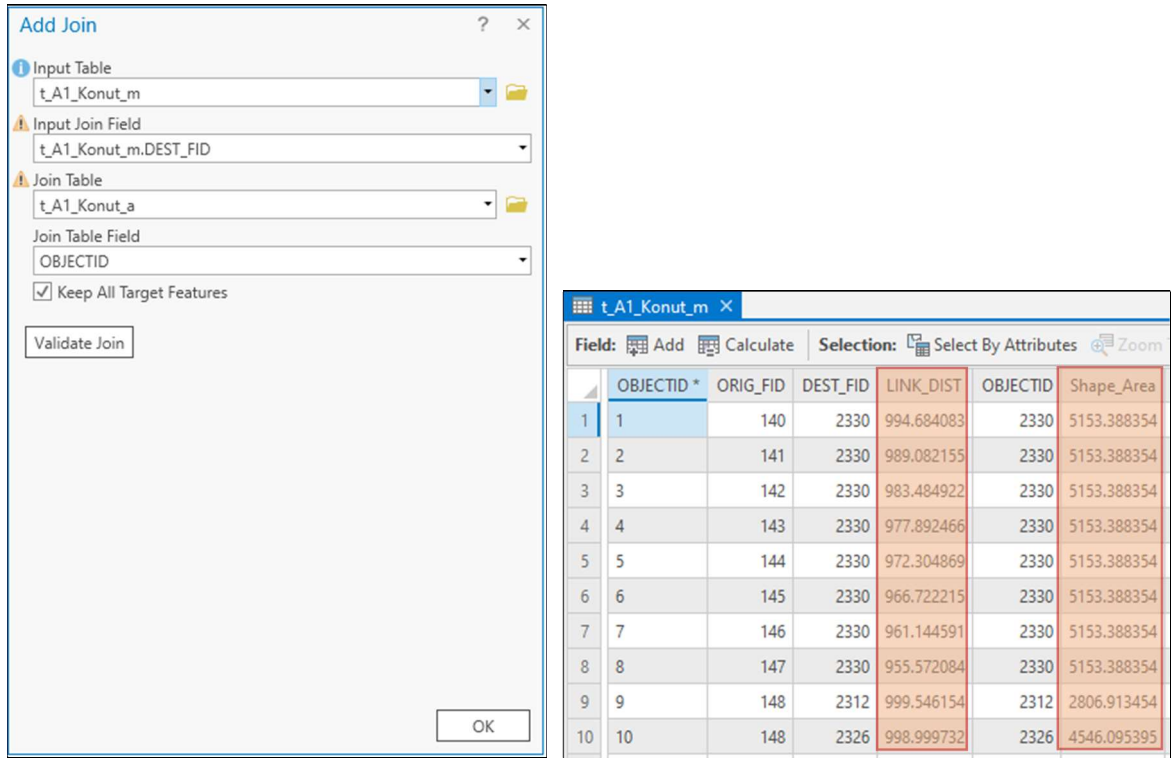 Add Join ? ×
Input Table
t_A1_Konut_m
Input Join Field
t_A1_Konut_m.DEST_FID
Join Table
t_A1_Konut_a
Join Table Field
OBJECTID
Keep All Target Features
Validate Join
OK
t_A1_Konut_m ×
Field: Add Calculate Selection: Select By Attributes Zoom
OBJECTID * ORIG_FID DEST_FID LINK_DIST OBJECTID Shape_Area
1 1 140 2330 994.684083 2330 5153.388354
2 2 141 2330 989.082155 2330 5153.388354
3 3 142 2330 983.484922 2330 5153.388354
4 4 143 2330 977.892466 2330 5153.388354
5 5 144 2330 972.304869 2330 5153.388354
6 6 145 2330 966.722215 2330 5153.388354
7 7 146 2330 961.144591 2330 5153.388354
8 8 147 2330 955.572084 2330 5153.388354
9 9 148 2312 999.546154 2312 2806.913454
10 10 148 2326 998.999732 2326 4546.095395